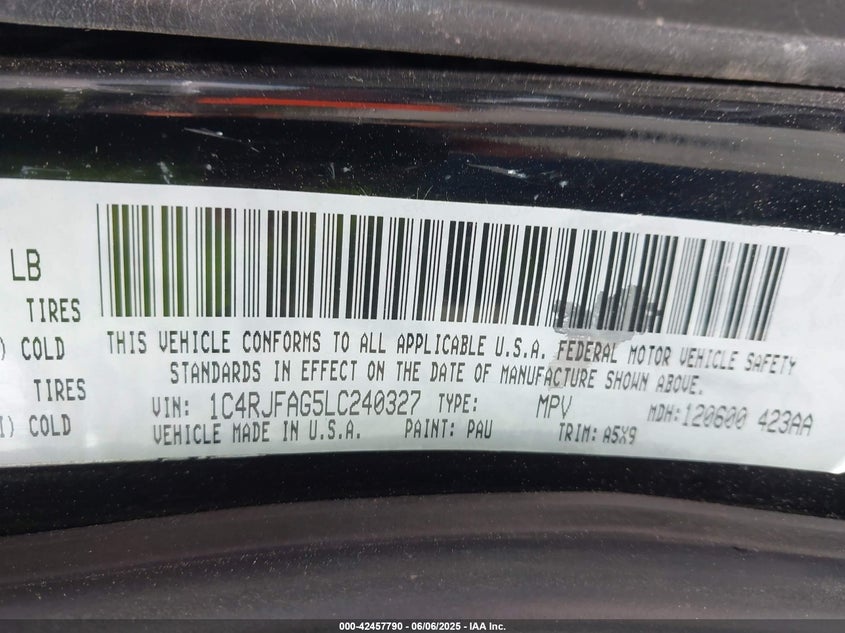 LB
TIRES
) COLD
TIRES
I) COLD
THIS VEHICLE CONFORMS TO ALL APPLICABLE U.S.A. FEDERAL MOTOR VEHICLE SAFETY
STANDARDS IN EFFECT ON THE DATE OF MANUFACTURE SHOWN ABOVE.
VIN: 1C4RJFAG5LC240327 TYPE: MPV MDH:120600 423AA
VEHICLE MADE IN U.S.A. PAINT: PAU TRIM: A5X9
000-42457790 - 06/06/2025 - IAA Inc.